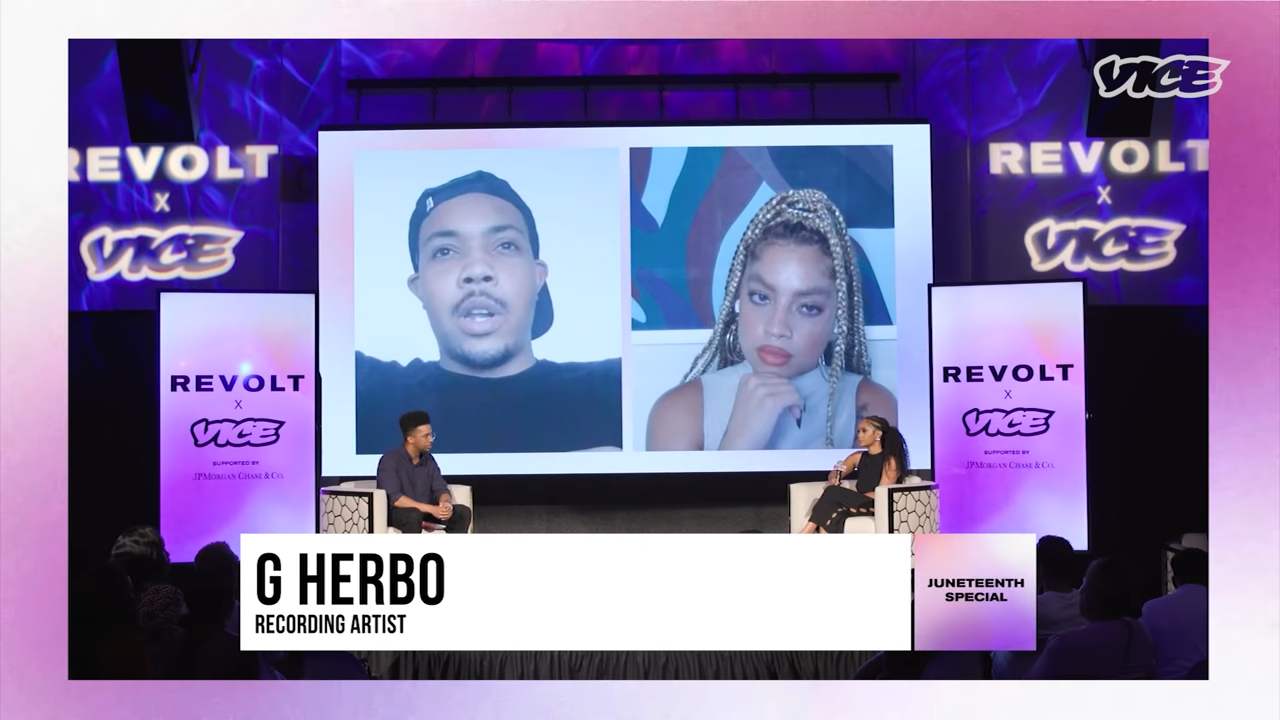 VICE
REVOLT
X
VICE
REVOLT
X
VICE
REVOLT
X
VICE
SUPPORTED BY
JPMORGAN CHASE & CO.
REVOLT
X
VICE
SUPPORTED BY
JPMORGAN CHASE & CO.
G HERBO
RECORDING ARTIST
JUNETEENTH
SPECIAL